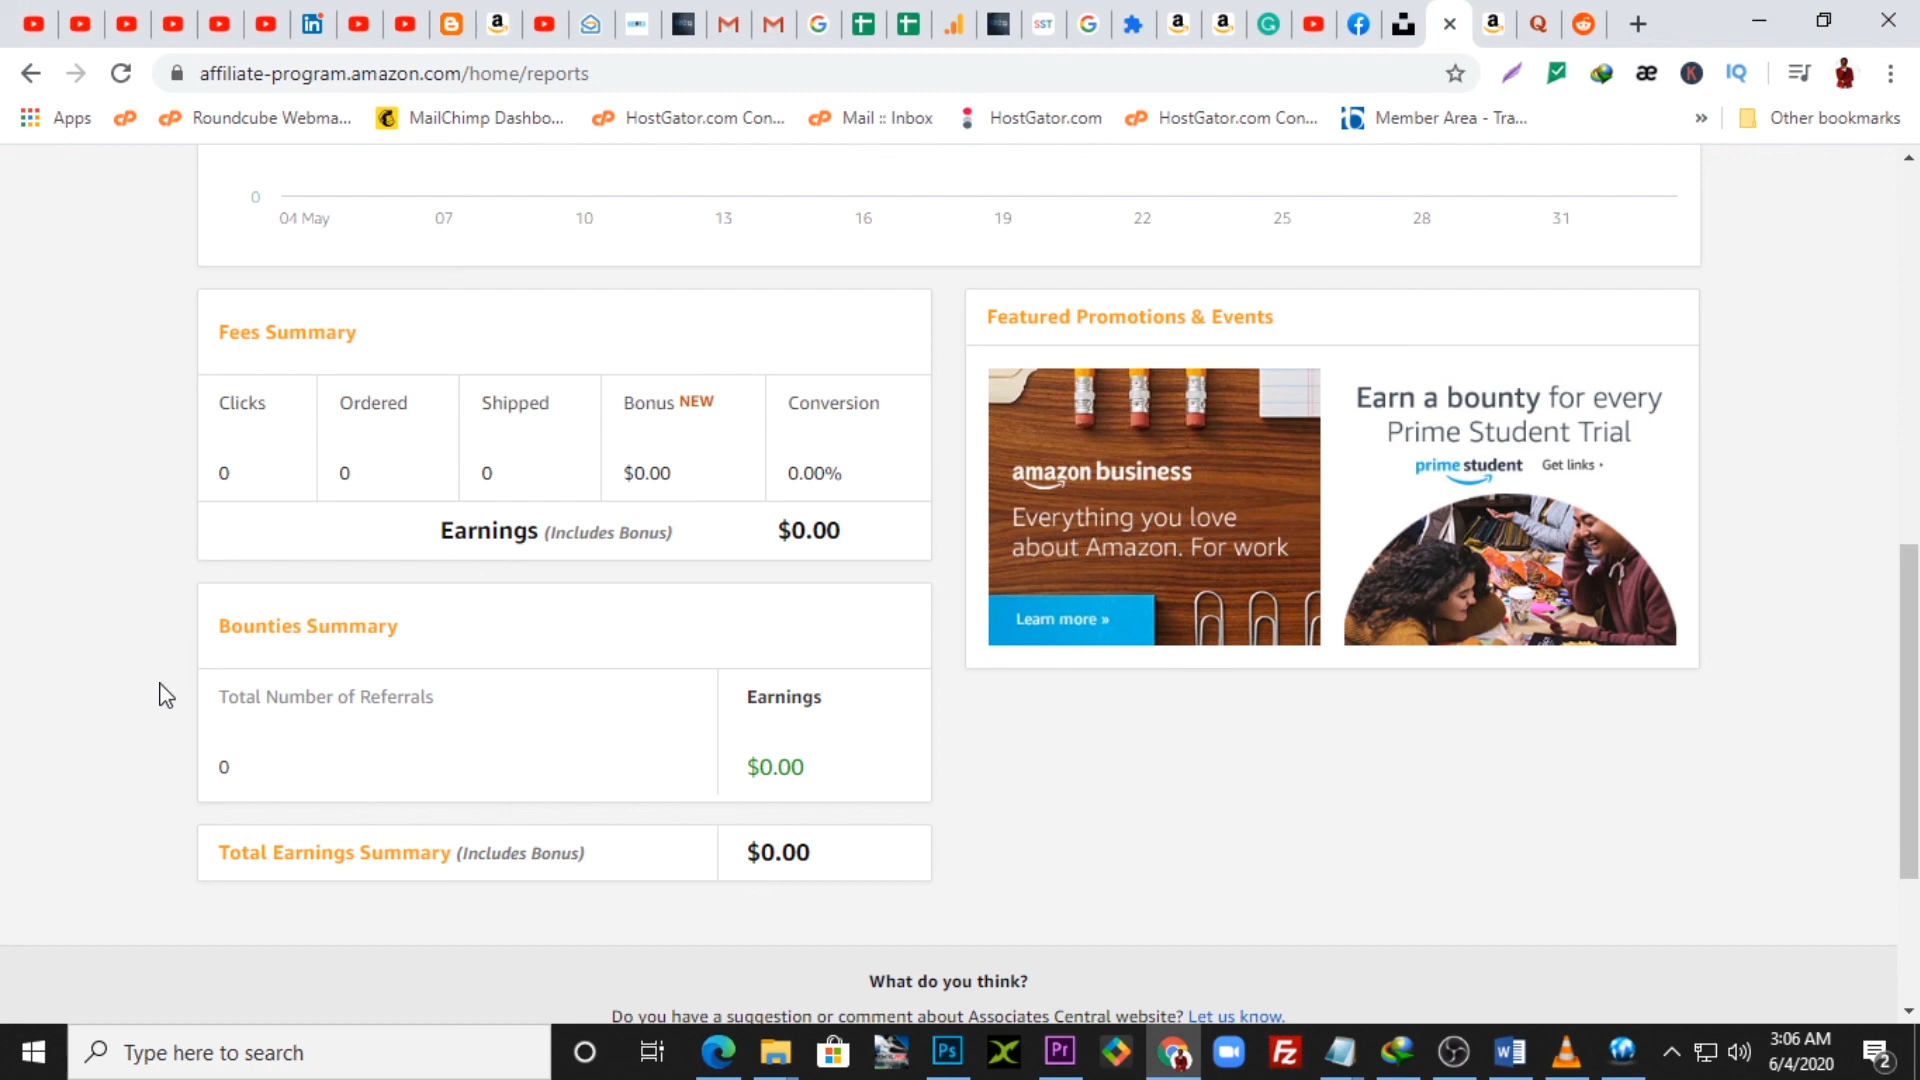 affiliate-program.amazon.com/home/reports
Apps
Roundcube Webma...
MailChimp Dashbo...
HostGator.com Con...
Mail :: Inbox
HostGator.com
HostGator.com Con...
Member Area - Tra...
»
Other bookmarks
0
04 May 07 10 13 16 19 22 25 28 31
Fees Summary
Clicks Ordered Shipped Bonus NEW Conversion
0 0 0 $0.00 0.00%
Earnings (Includes Bonus) $0.00
Bounties Summary
Total Number of Referrals Earnings
0 $0.00
Total Earnings Summary (Includes Bonus) $0.00
Featured Promotions & Events
amazon business
Everything you love
about Amazon. For work
Learn more »
Earn a bounty for every
Prime Student Trial
prime student Get links ›
What do you think?
Do you have a suggestion or comment about Associates Central website? Let us know.
Type here to search
3:06 AM
6/4/2020
2